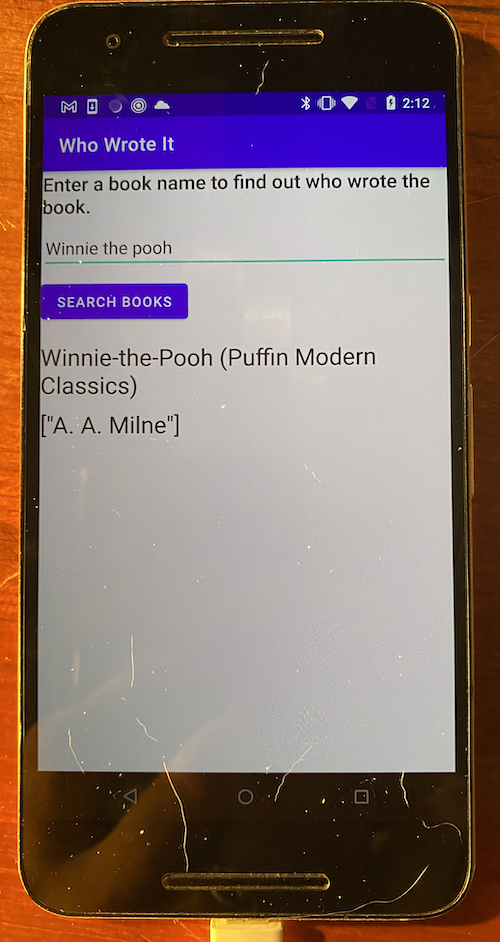 2:12
Who Wrote It
Enter a book name to find out who wrote the
book.
Winnie the pooh
SEARCH BOOKS
Winnie-the-Pooh (Puffin Modern
Classics)
["A. A. Milne"]